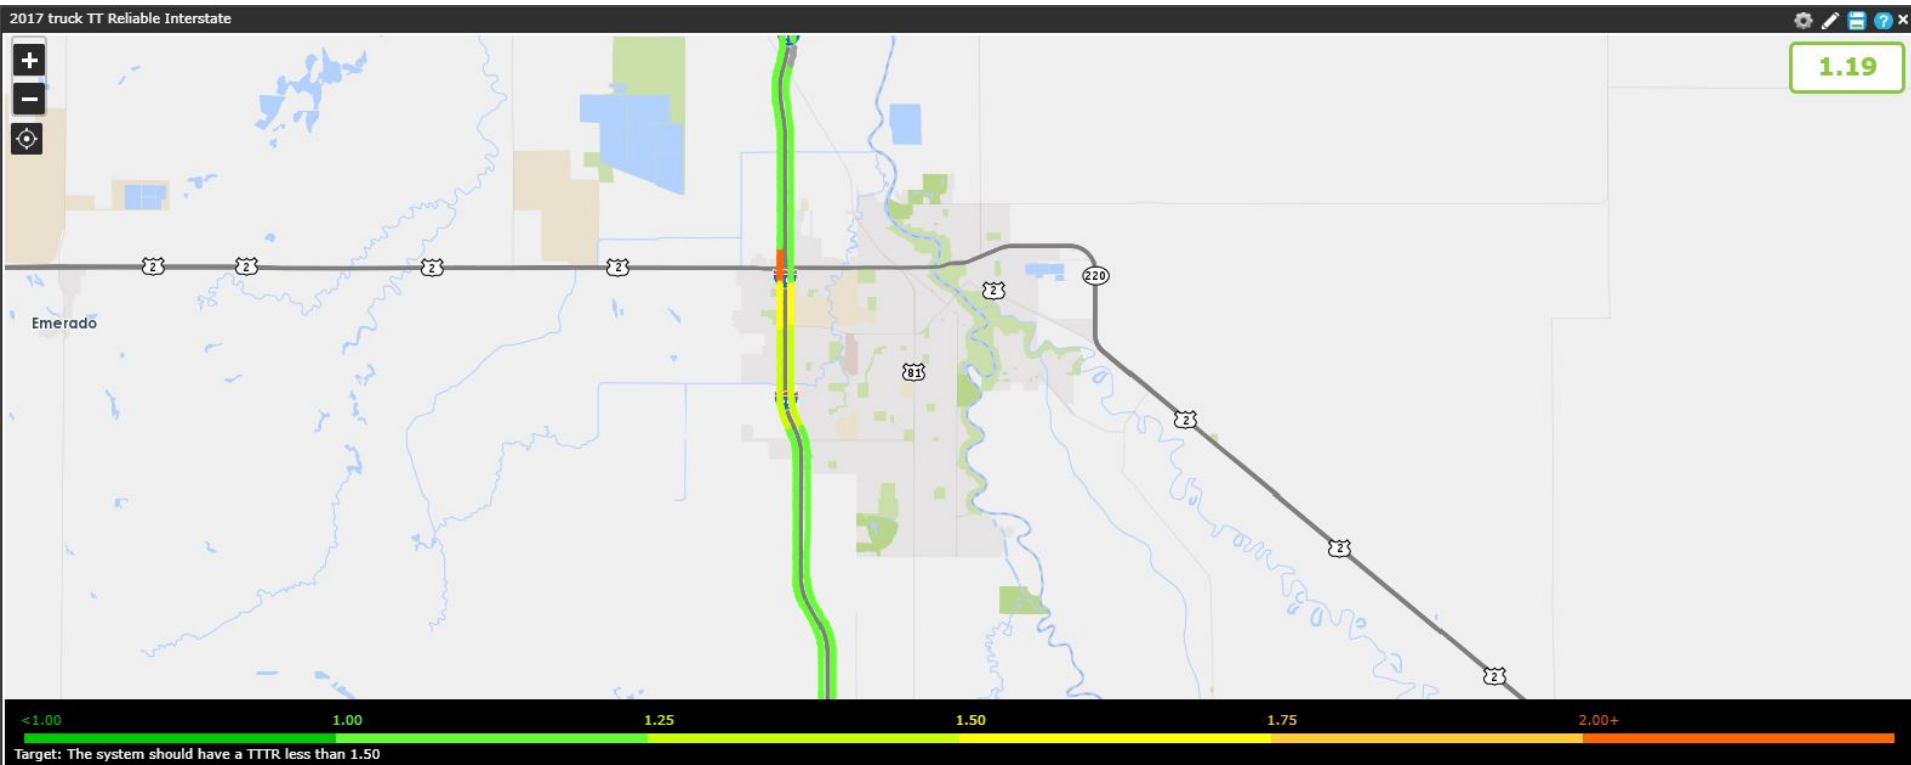 2017 truck TT Reliable Interstate
1.19
2 2 2 2
220
2
Emerado
81
2
2
2
<1.00 1.00 1.25 1.50 1.75 2.00+
Target: The system should have a TTTR less than 1.50